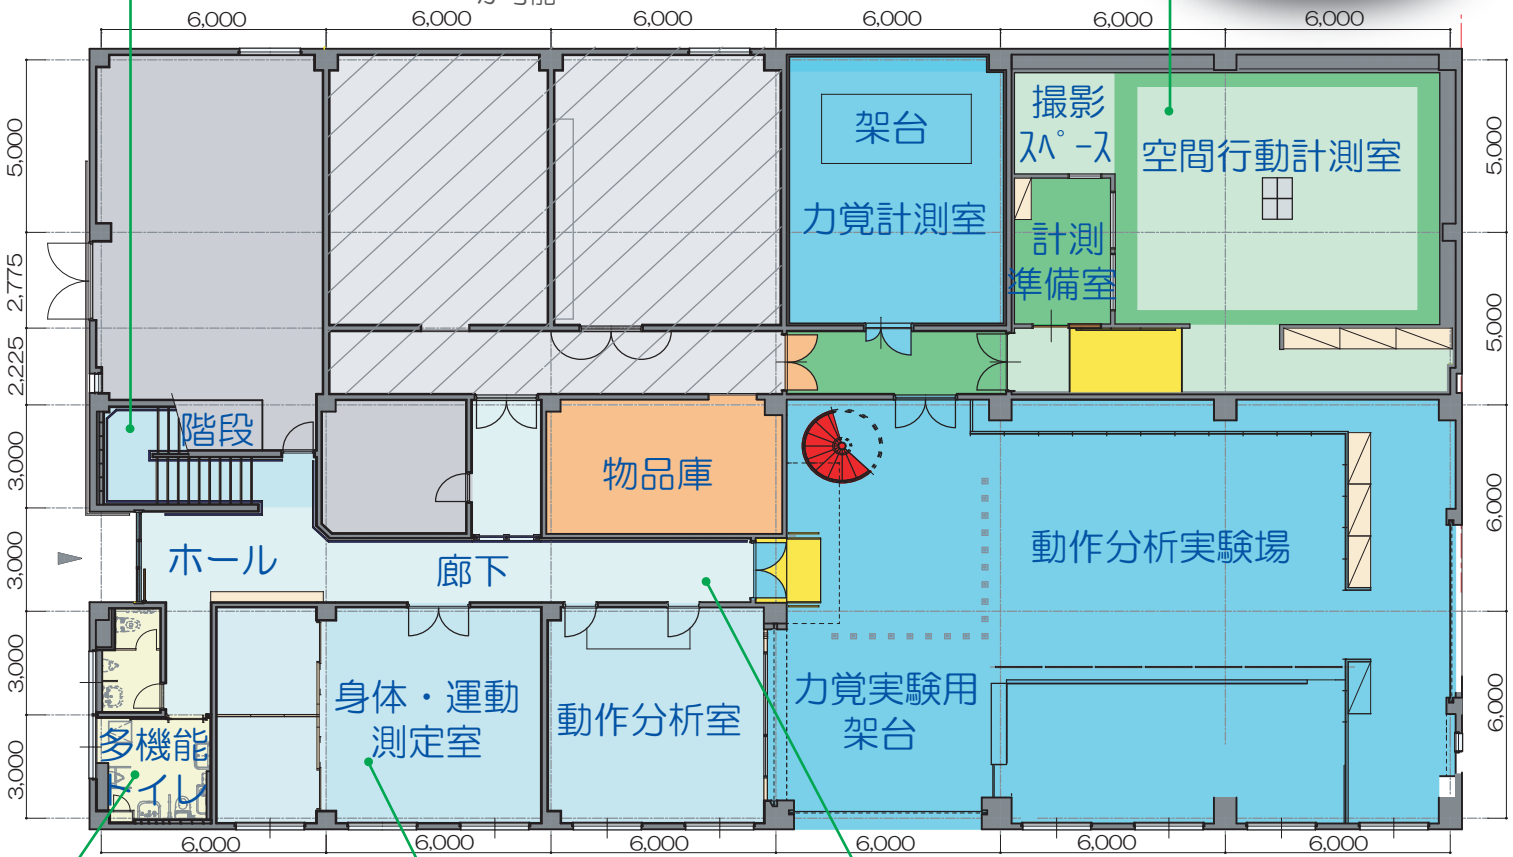 6,000
6,000
6,000
6,000
6,000
6,000
5,000
2,775
2,225
3,000
3,000
3,000
3,000
5,000
5,000
6,000
6,000
架台
力覚計測室
撮影
スペース
空間行動計測室
計測
準備室
階段
物品庫
ホール
廊下
動作分析実験場
身体・運動
測定室
動作分析室
力覚実験用
架台
多機能
トイレ
6,000
6,000
6,000
6,000
6,000
6,000